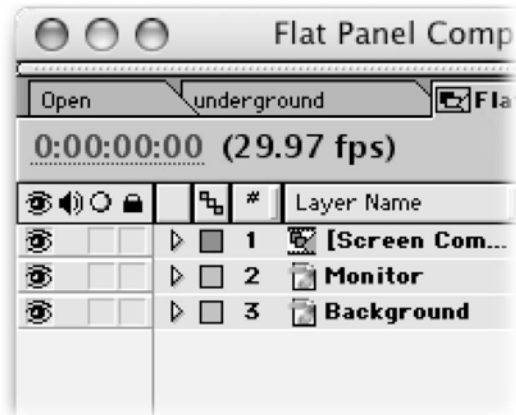 Flat Panel Comp
Open underground Fla
0:00:00:00 (29.97 fps)
# Layer Name
1 [Screen Com...
2 Monitor
3 Background